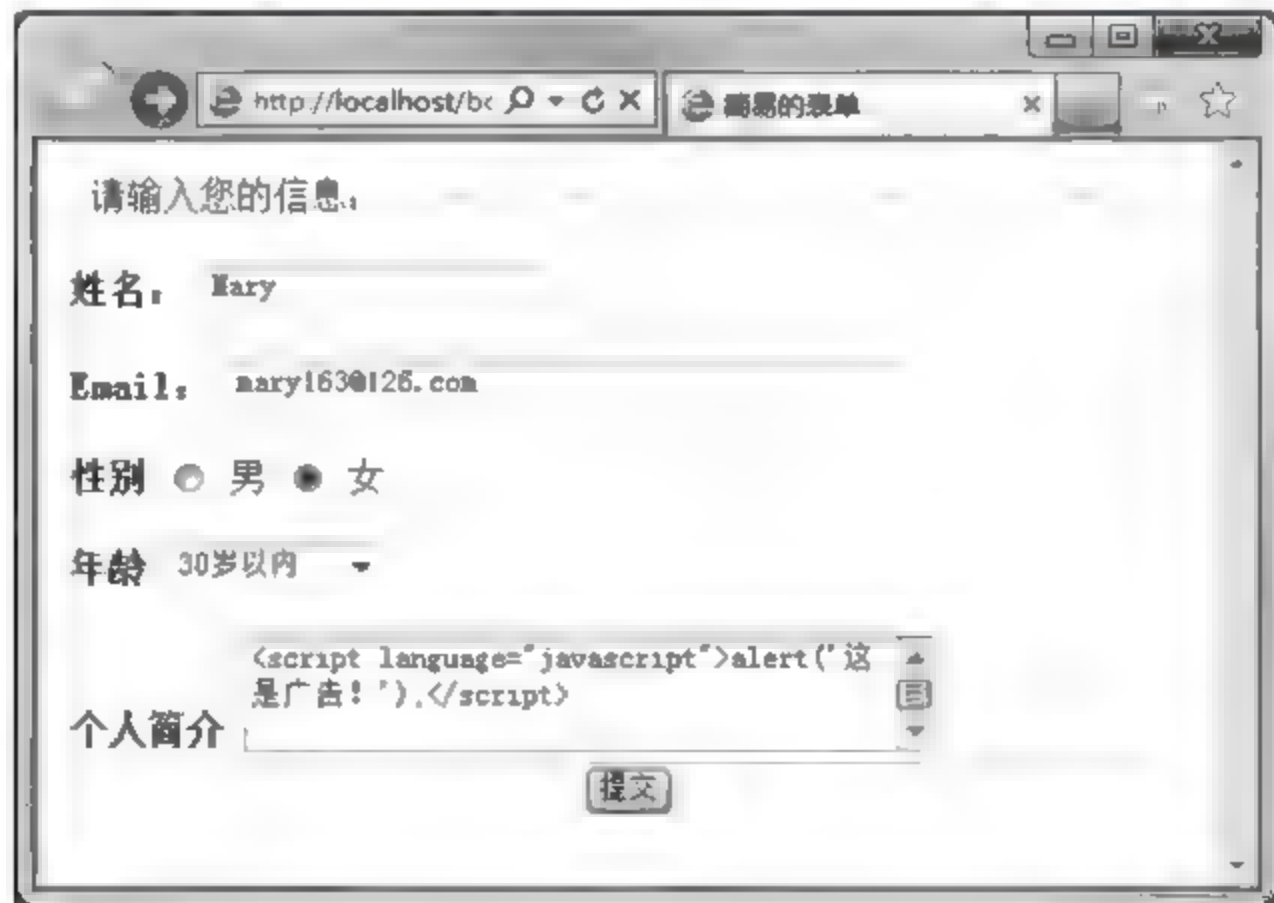 http://localhost/bc
简易的表单
请输入您的信息：
姓名： Mary
Email： mary163@126.com
性别 男 女
年龄 30岁以内
<script language="javascript">alert('这
是广告！');</script>
个人简介
提交